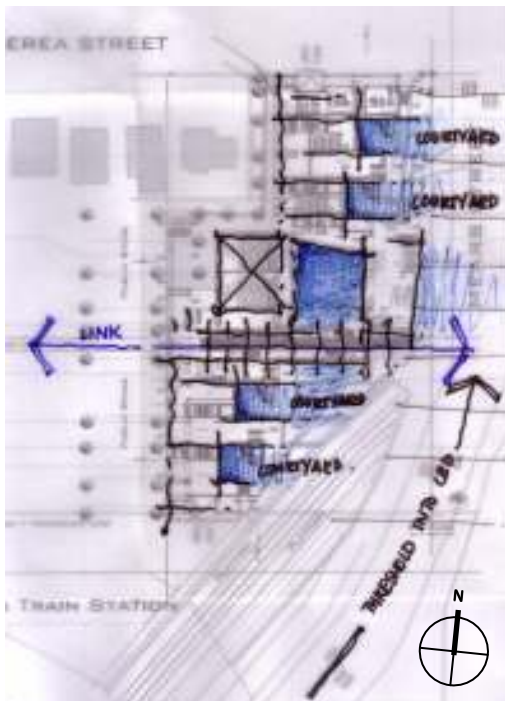 EREA STREET
COURTYARD
COURTYARD
LINK
COURTYARD
COURTYARD.
THRESHOLD INTO CBD
TRAIN STATION
N